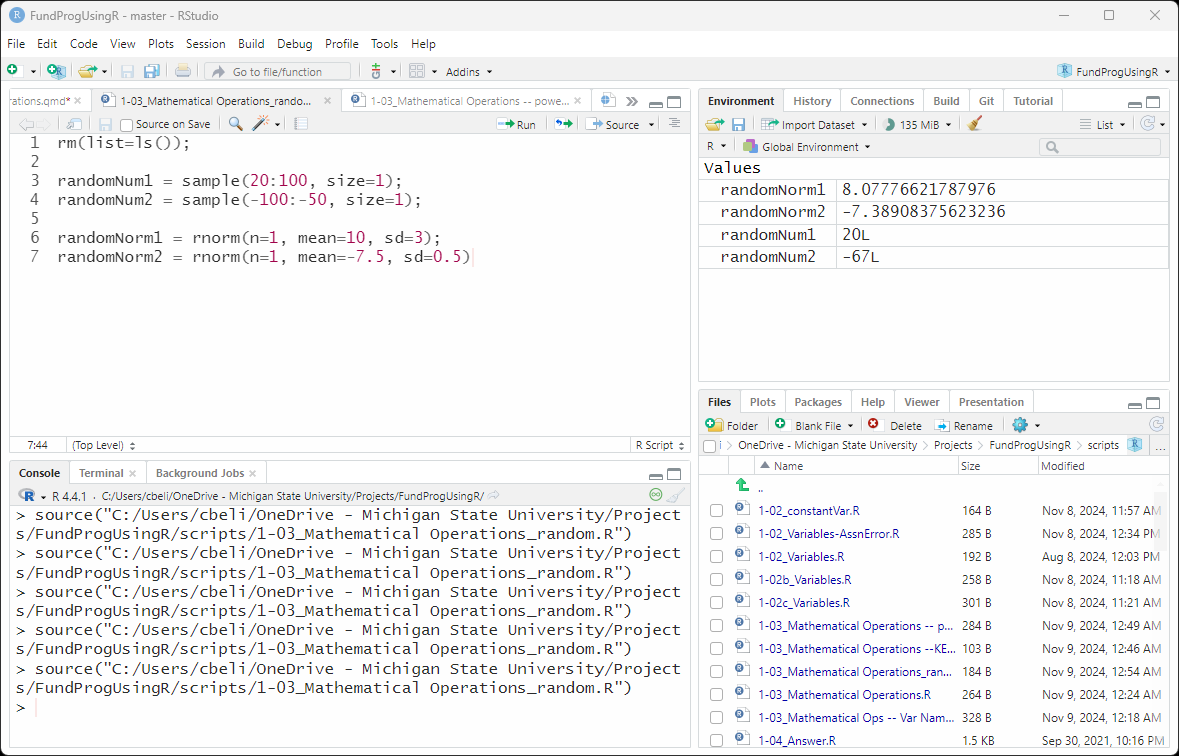 FundProgUsingR - master - RStudio
File Edit Code View Plots Session Build Debug Profile Tools Help
Go to file/function Addins FundProgUsingR
rations.qmd* 1-03_Mathematical Operations_rando... 1-03_Mathematical Operations -- powe...
Source on Save Run Source
1 rm(list=ls());
2
3 randomNum1 = sample(20:100, size=1);
4 randomNum2 = sample(-100:-50, size=1);
5
6 randomNorm1 = rnorm(n=1, mean=10, sd=3);
7 randomNorm2 = rnorm(n=1, mean=-7.5, sd=0.5)
7:44 (Top Level) R Script
Console Terminal Background Jobs
R 4.4.1 · C:/Users/cbeli/OneDrive - Michigan State University/Projects/FundProgUsingR/
> source("C:/Users/cbeli/OneDrive - Michigan State University/Project
s/FundProgUsingR/scripts/1-03_Mathematical Operations_random.R")
> source("C:/Users/cbeli/OneDrive - Michigan State University/Project
s/FundProgUsingR/scripts/1-03_Mathematical Operations_random.R")
> source("C:/Users/cbeli/OneDrive - Michigan State University/Project
s/FundProgUsingR/scripts/1-03_Mathematical Operations_random.R")
> source("C:/Users/cbeli/OneDrive - Michigan State University/Project
s/FundProgUsingR/scripts/1-03_Mathematical Operations_random.R")
> source("C:/Users/cbeli/OneDrive - Michigan State University/Project
s/FundProgUsingR/scripts/1-03_Mathematical Operations_random.R")
>
Environment History Connections Build Git Tutorial
Import Dataset 135 MiB List
R Global Environment
Values
randomNorm1 8.07776621787976
randomNorm2 -7.38908375623236
randomNum1 20L
randomNum2 -67L
Files Plots Packages Help Viewer Presentation
Folder Blank File Delete Rename
OneDrive - Michigan State University > Projects > FundProgUsingR > scripts ...
Name Size Modified
..
1-02_constantVar.R 164 B Nov 8, 2024, 11:57 AM
1-02_Variables-AssnError.R 285 B Nov 8, 2024, 12:34 PM
1-02_Variables.R 192 B Aug 8, 2024, 12:03 PM
1-02b_Variables.R 258 B Nov 8, 2024, 11:18 AM
1-02c_Variables.R 301 B Nov 8, 2024, 11:21 AM
1-03_Mathematical Operations -- p... 284 B Nov 9, 2024, 12:49 AM
1-03_Mathematical Operations --KE... 103 B Nov 9, 2024, 12:46 AM
1-03_Mathematical Operations_ran... 184 B Nov 9, 2024, 12:54 AM
1-03_Mathematical Operations.R 264 B Nov 9, 2024, 12:24 AM
1-03_Mathematical Ops -- Var Nam... 328 B Nov 9, 2024, 12:18 AM
1-04_Answer.R 1.5 KB Sep 30, 2021, 10:16 PM